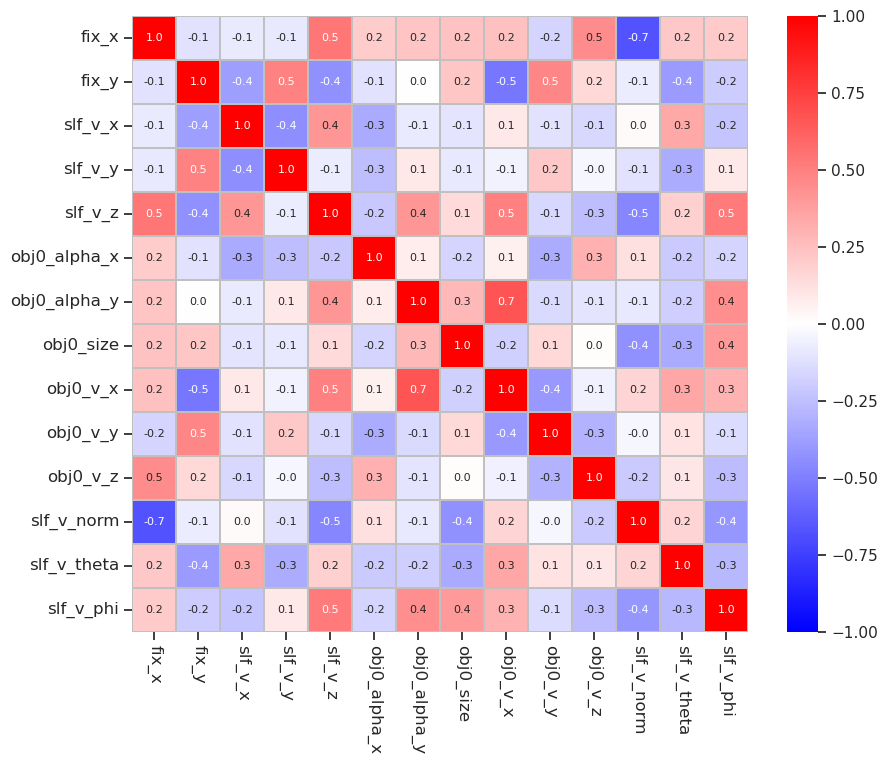 fix_x 1.0 -0.1 -0.1 -0.1 0.5 0.2 0.2 0.2 0.2 -0.2 0.5 -0.7 0.2 0.2
fix_y -0.1 1.0 -0.4 0.5 -0.4 -0.1 0.0 0.2 -0.5 0.5 0.2 -0.1 -0.4 -0.2
slf_v_x -0.1 -0.4 1.0 -0.4 0.4 -0.3 -0.1 -0.1 0.1 -0.1 -0.1 0.0 0.3 -0.2
slf_v_y -0.1 0.5 -0.4 1.0 -0.1 -0.3 0.1 -0.1 -0.1 0.2 -0.0 -0.1 -0.3 0.1
slf_v_z 0.5 -0.4 0.4 -0.1 1.0 -0.2 0.4 0.1 0.5 -0.1 -0.3 -0.5 0.2 0.5
obj0_alpha_x 0.2 -0.1 -0.3 -0.3 -0.2 1.0 0.1 -0.2 0.1 -0.3 0.3 0.1 -0.2 -0.2
obj0_alpha_y 0.2 0.0 -0.1 0.1 0.4 0.1 1.0 0.3 0.7 -0.1 -0.1 -0.1 -0.2 0.4
obj0_size 0.2 0.2 -0.1 -0.1 0.1 -0.2 0.3 1.0 -0.2 0.1 0.0 -0.4 -0.3 0.4
obj0_v_x 0.2 -0.5 0.1 -0.1 0.5 0.1 0.7 -0.2 1.0 -0.4 -0.1 0.2 0.3 0.3
obj0_v_y -0.2 0.5 -0.1 0.2 -0.1 -0.3 -0.1 0.1 -0.4 1.0 -0.3 -0.0 0.1 -0.1
obj0_v_z 0.5 0.2 -0.1 -0.0 -0.3 0.3 -0.1 0.0 -0.1 -0.3 1.0 -0.2 0.1 -0.3
slf_v_norm -0.7 -0.1 0.0 -0.1 -0.5 0.1 -0.1 -0.4 0.2 -0.0 -0.2 1.0 0.2 -0.4
slf_v_theta 0.2 -0.4 0.3 -0.3 0.2 -0.2 -0.2 -0.3 0.3 0.1 0.1 0.2 1.0 -0.3
slf_v_phi 0.2 -0.2 -0.2 0.1 0.5 -0.2 0.4 0.4 0.3 -0.1 -0.3 -0.4 -0.3 1.0
fix_x
fix_y
slf_v_x
slf_v_y
slf_v_z
obj0_alpha_x
obj0_alpha_y
obj0_size
obj0_v_x
obj0_v_y
obj0_v_z
slf_v_norm
slf_v_theta
slf_v_phi
1.00
0.75
0.50
0.25
0.00
−0.25
−0.50
−0.75
−1.00